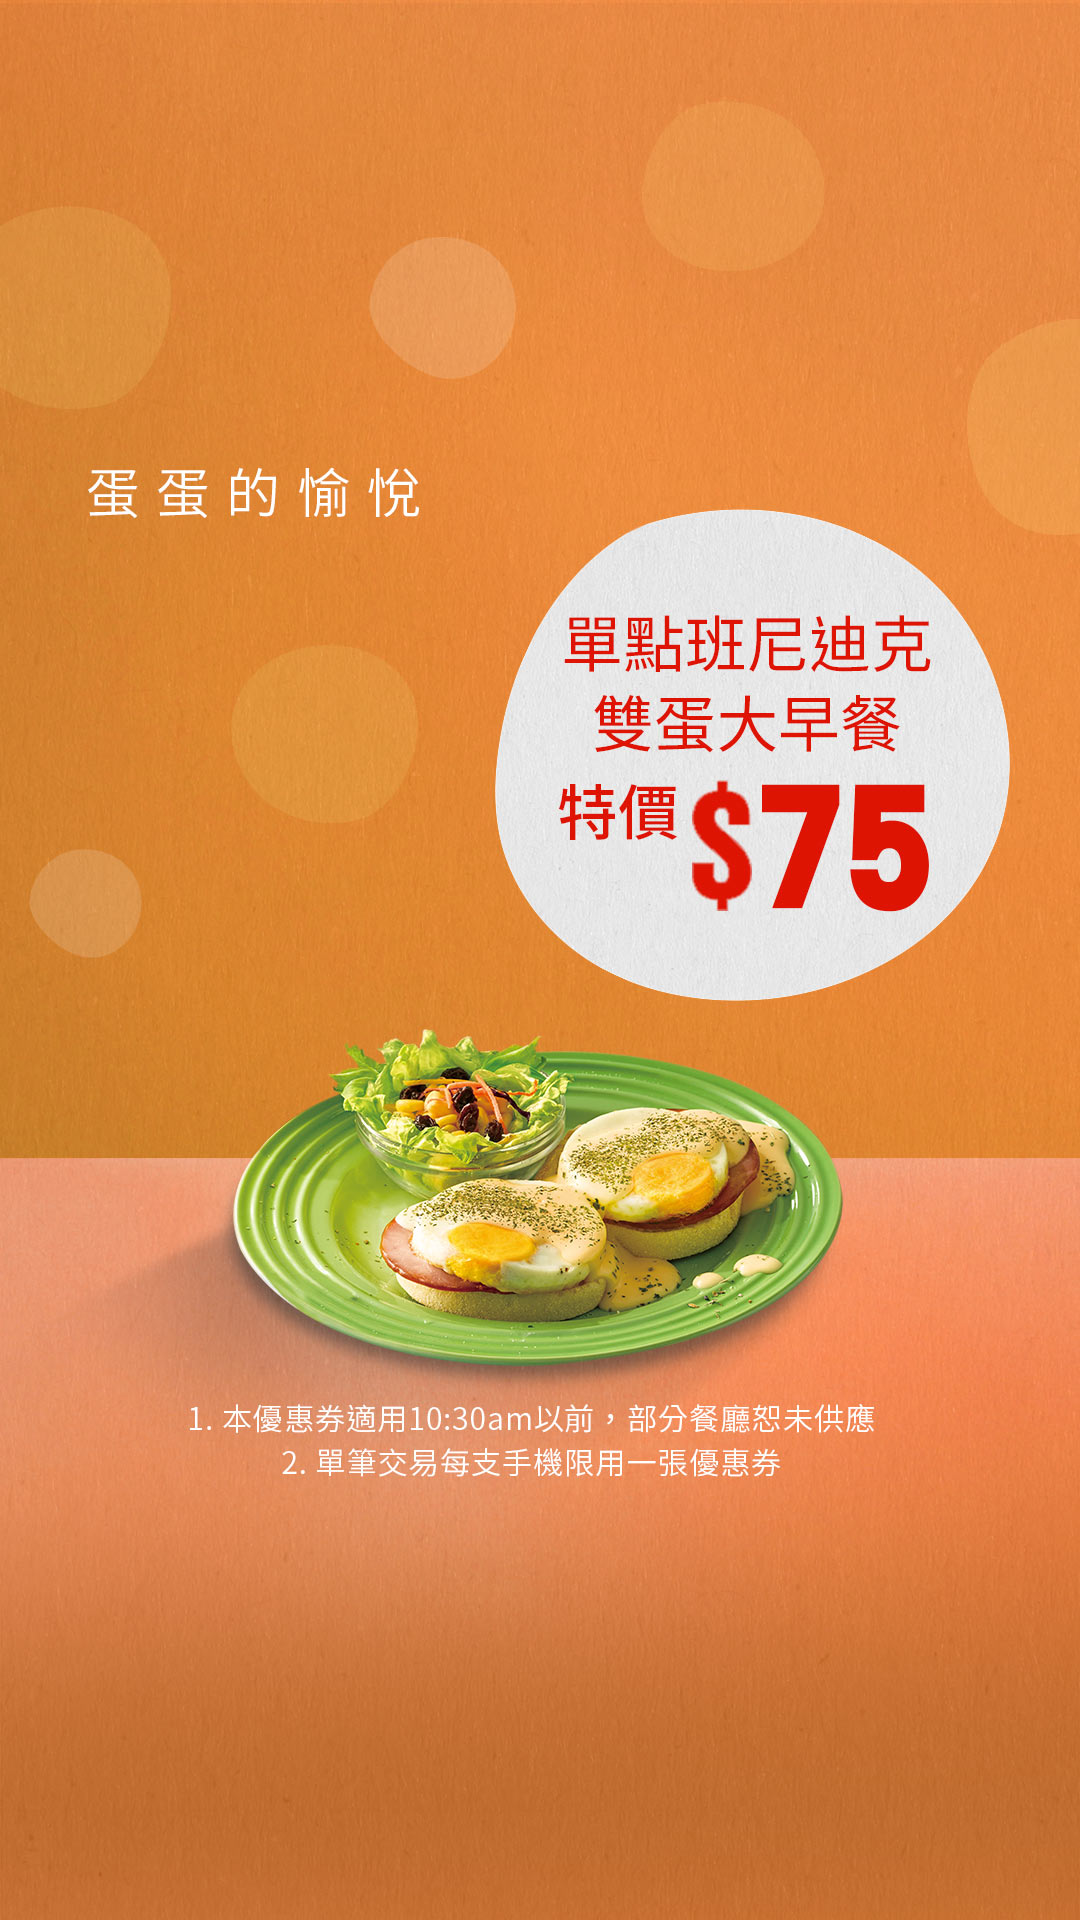 蛋蛋的愉悅
單點班尼迪克
雙蛋大早餐
特價 $75
1. 本優惠券適用10:30am以前，部分餐廳恕未供應
2. 單筆交易每支手機限用一張優惠券